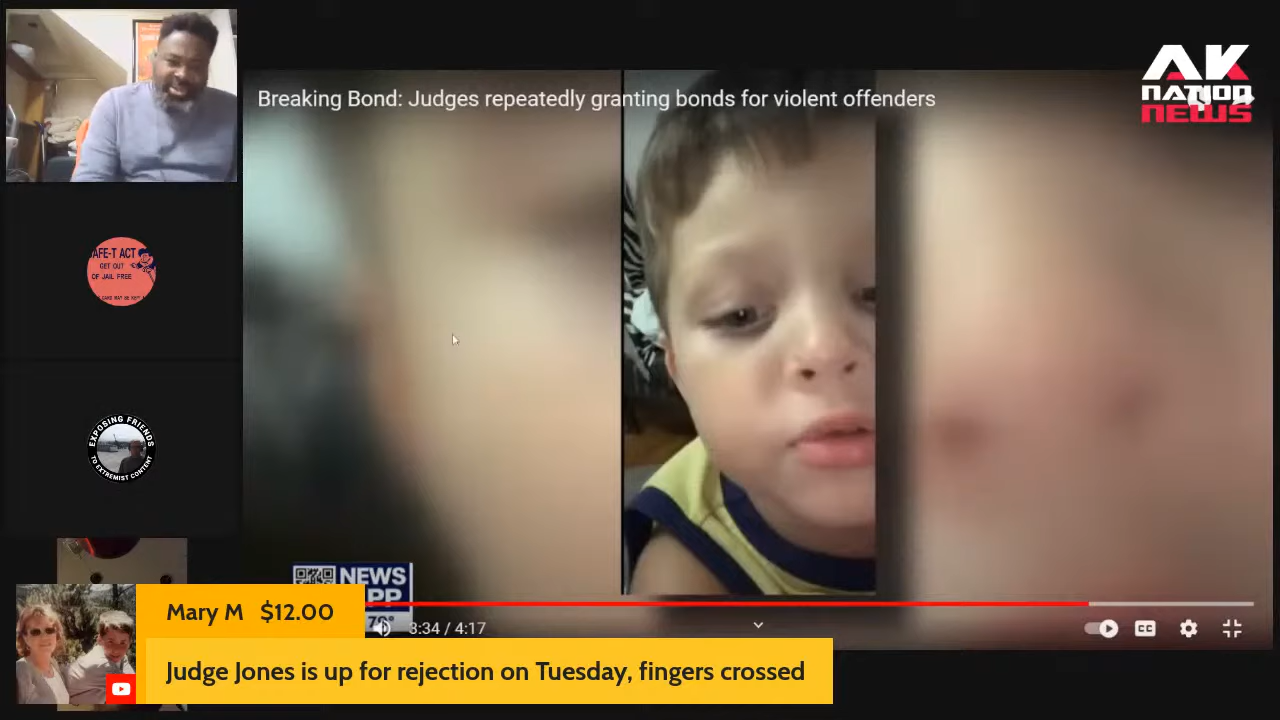 Breaking Bond: Judges repeatedly granting bonds for violent offenders
AK
NATION
NEWS
AFE-T ACT
GET OUT
OF JAIL FREE
EXPOSING FRIENDS
TO EXTREMIST CONTENT
NEWS
PP
Mary M $12.00
3:34 / 4:17
CC
Judge Jones is up for rejection on Tuesday, fingers crossed